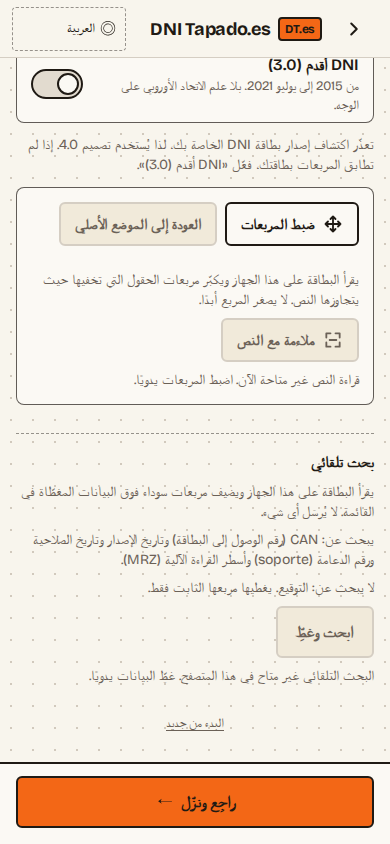 DNI Tapado.es DT.es
العربية
DNI أقدم (3.0)
من 2015 إلى يوليو 2021. بلا علم الاتحاد الأوروبي على
الوجه.
تعذّر اكتشاف إصدار بطاقة DNI الخاصة بك. لذا يُستخدم تصميم 4.0. إذا لم
تطابق المربعات بطاقتك، فعّل «DNI أقدم (3.0)».
ضبط المربعات
العودة إلى الموضع الأصلي
يقرأ البطاقة على هذا الجهاز ويكبّر مربعات الحقول التي تخفيها حيث
يتجاوزها النص. لا يصغر المربع أبدًا.
ملاءمة مع النص
قراءة النص غير متاحة الآن. اضبط المربعات يدويًا.
بحث تلقائي
يقرأ البطاقة على هذا الجهاز ويضيف مربعات سوداء فوق البيانات المغطّاة في
القائمة. لا يُرسَل أي شيء.
يبحث عن: CAN (رقم الوصول إلى البطاقة) وتاريخ الإصدار وتاريخ الصلاحية
ورقم الدعامة (soporte) وأسطر القراءة الآلية (MRZ).
لا يبحث عن: التوقيع. يغطيها مربعها الثابت فقط.
ابحث وغطِّ
البحث التلقائي غير متاح في هذا المتصفح. غطِّ البيانات يدويًا.
البدء من جديد
راجِع ونزِّل ←